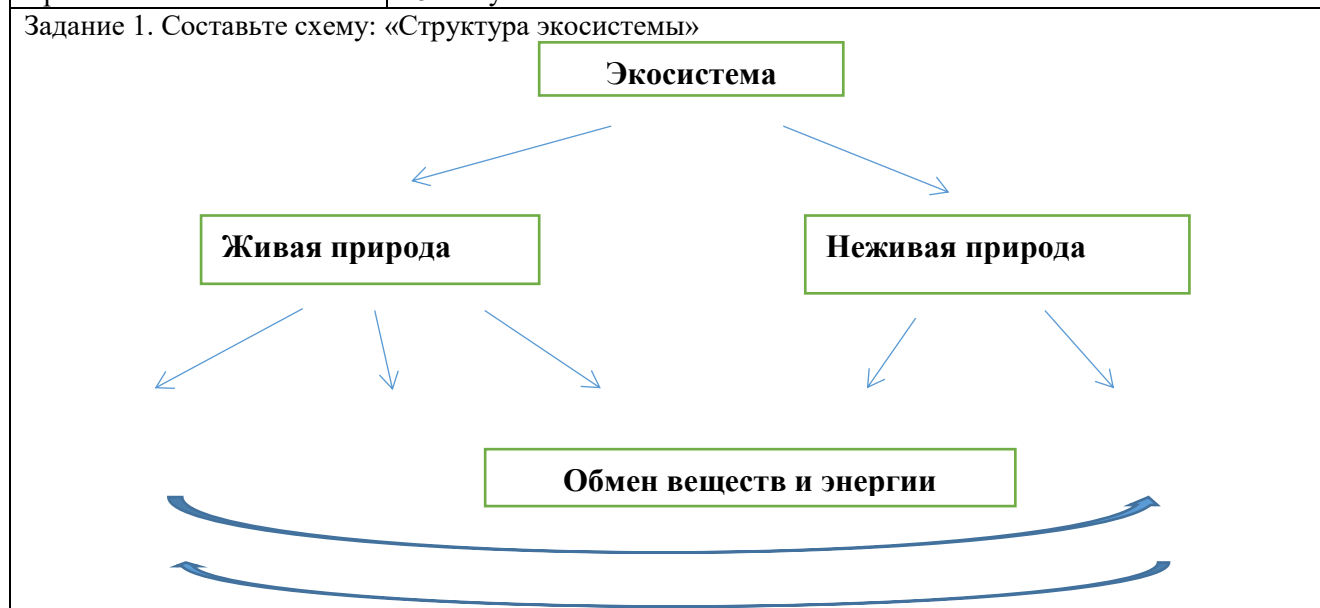 Задание 1. Составьте схему: «Структура экосистемы»
Экосистема
Живая природа
Неживая природа
Обмен веществ и энергии